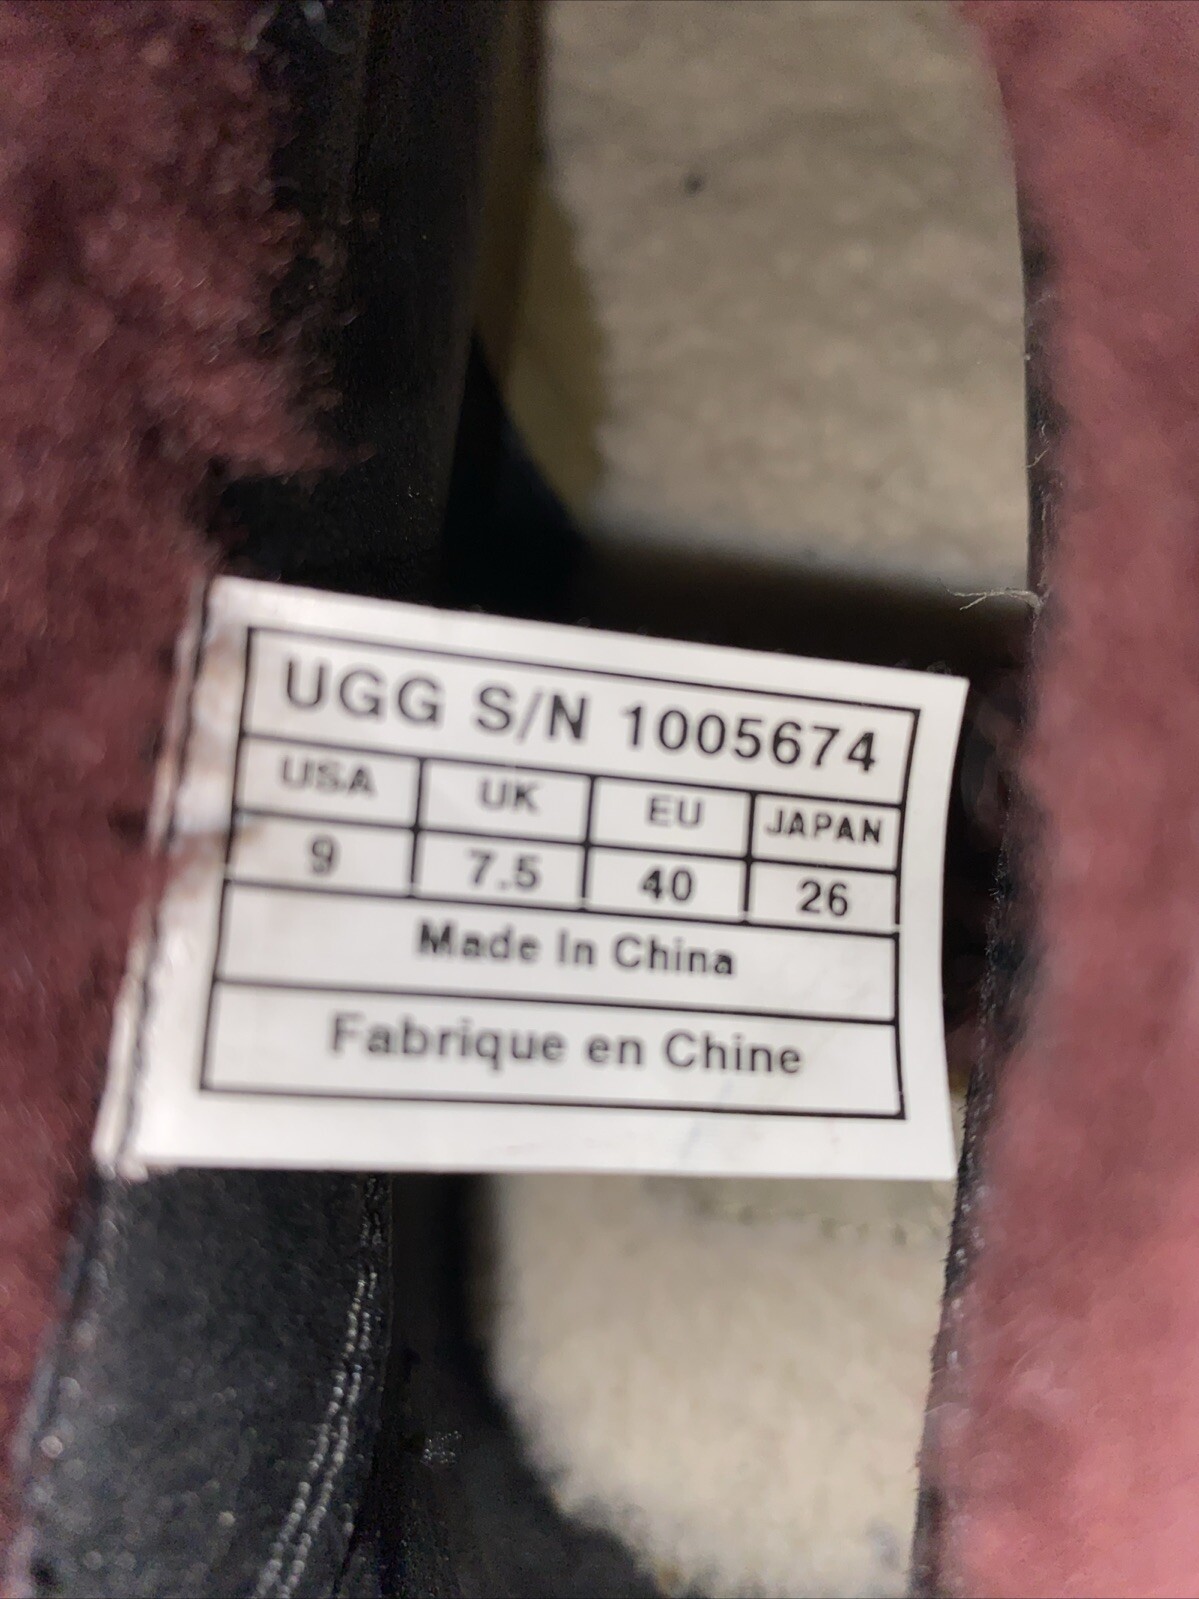 UGG S/N 1005674
USA UK EU JAPAN
9 7.5 40 26
Made In China
Fabrique en Chine